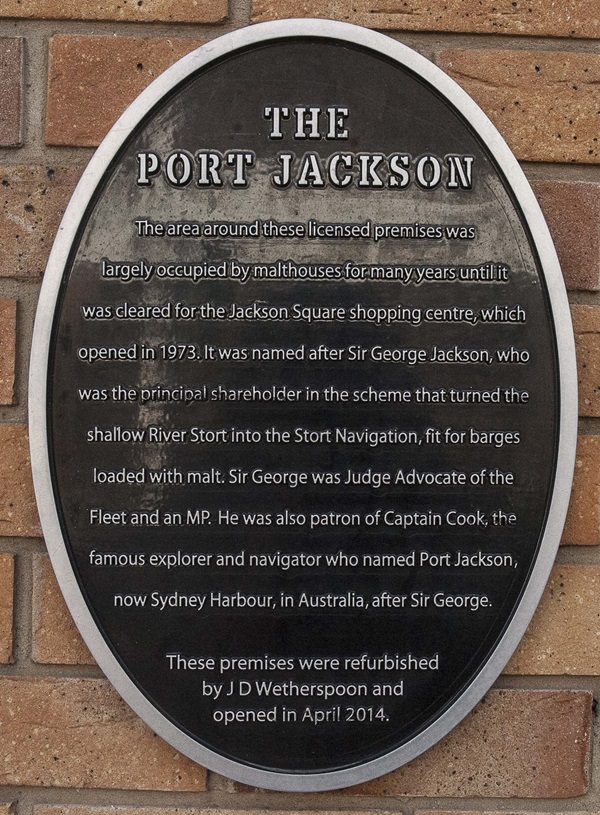 THE
PORT JACKSON
The area around these licensed premises was
largely occupied by malthouses for many years until it
was cleared for the Jackson Square shopping centre, which
opened in 1973. It was named after Sir George Jackson, who
was the principal shareholder in the scheme that turned the
shallow River Stort into the Stort Navigation, fit for barges
loaded with malt. Sir George was Judge Advocate of the
Fleet and an MP. He was also patron of Captain Cook, the
famous explorer and navigator who named Port Jackson,
now Sydney Harbour, in Australia, after Sir George.
These premises were refurbished
by J D Wetherspoon and
opened in April 2014.